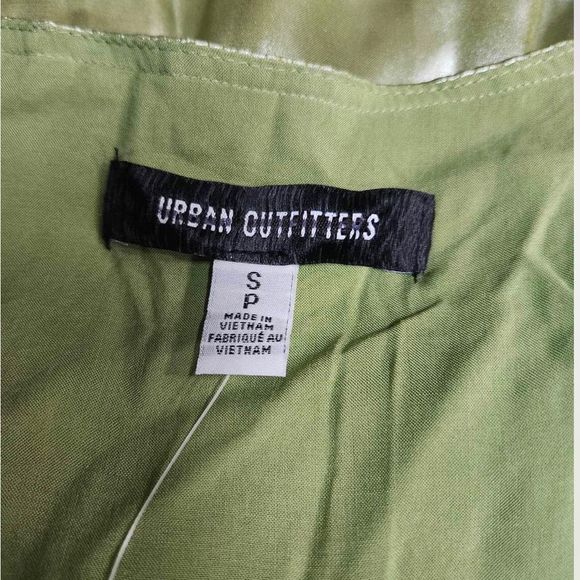 URBAN OUTFITTERS
S
P
MADE IN
VIETNAM
FABRIQUÉ AU
VIETNAM